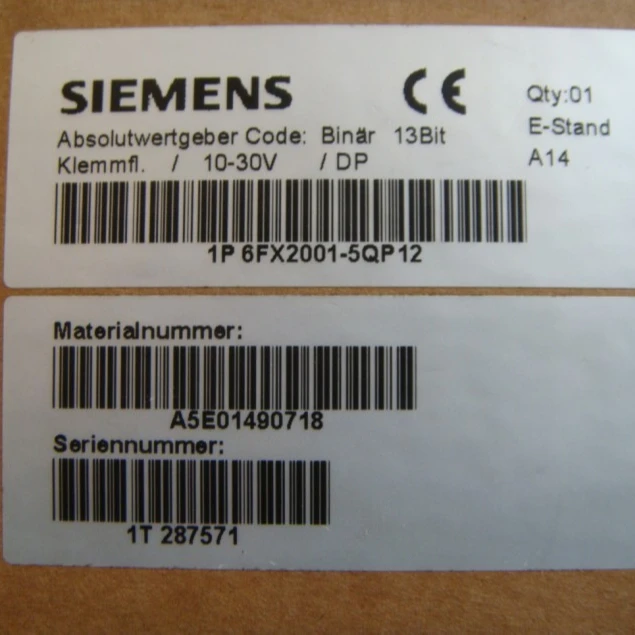 SIEMENS CE Qty:01
Absolutwertgeber Code: Binär 13Bit E-Stand
Klemmfl. / 10-30V / DP A14
1P 6FX2001-5QP12
Materialnummer:
A5E01490718
Seriennummer:
1T 287571